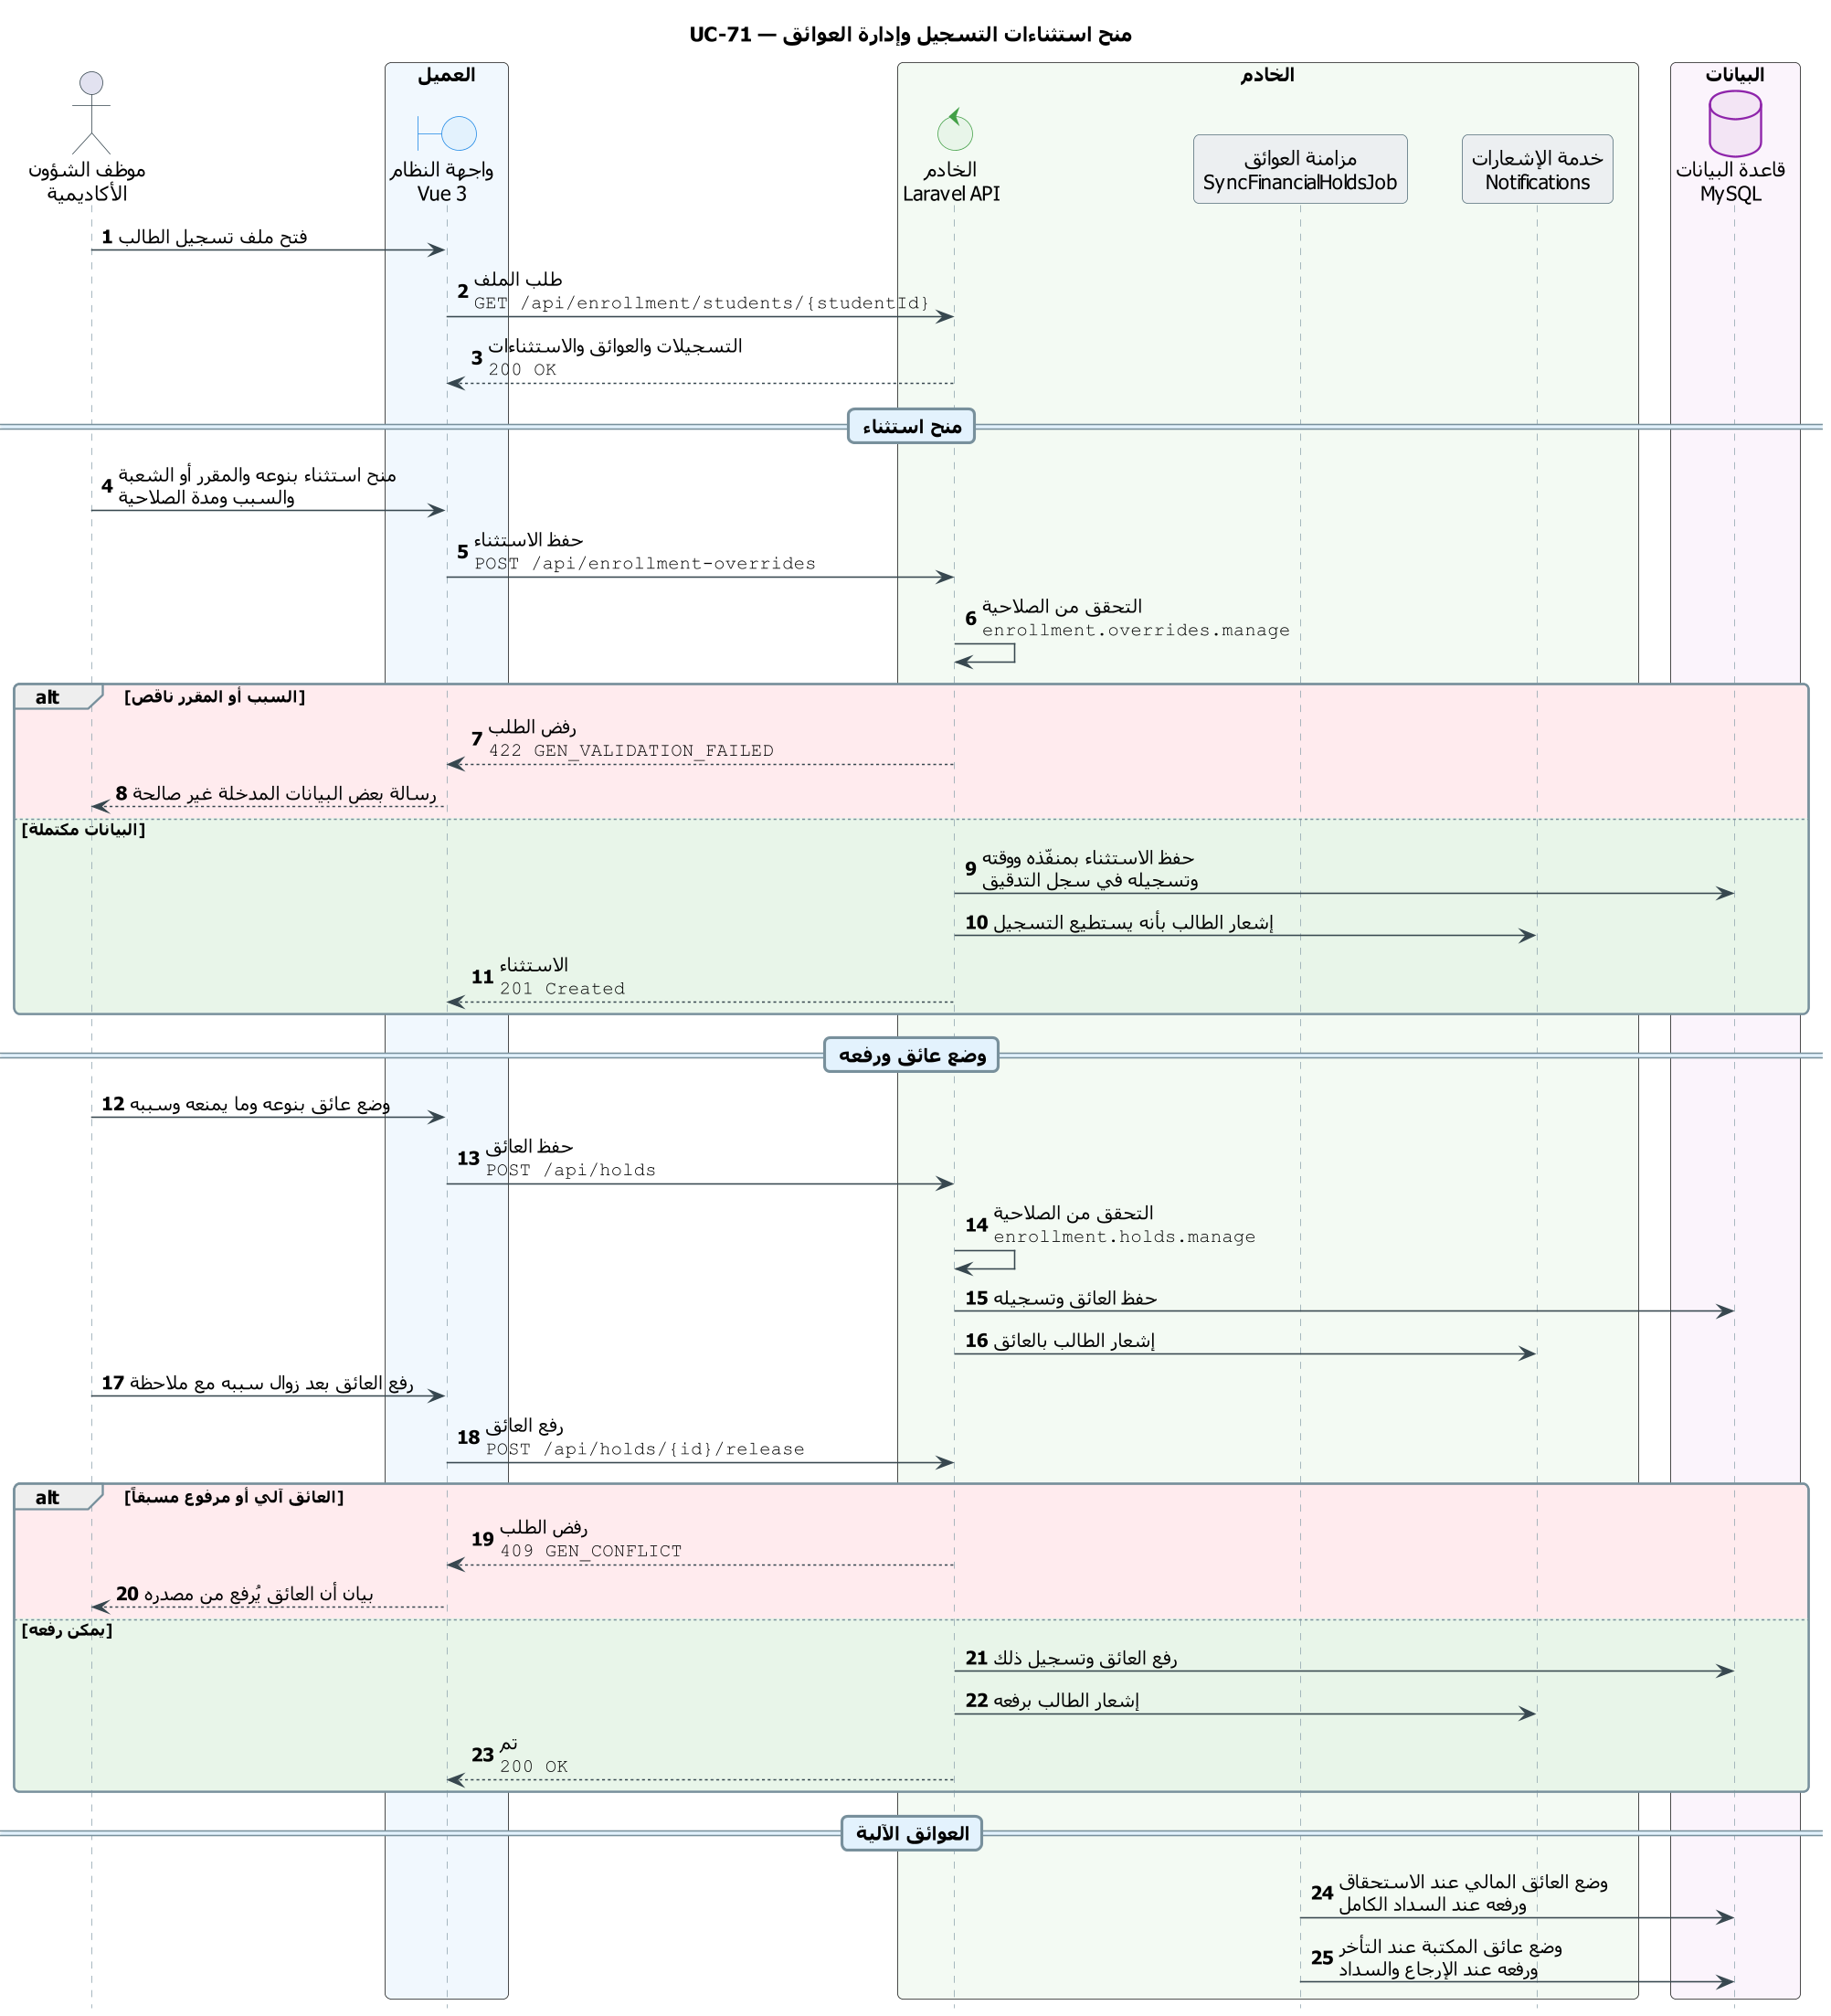 UC-71 — منح استثناءات التسجيل وإدارة العوائق
العميل
الخادم
البيانات
موظف الشؤون
الأكاديمية
واجهة النظام
Vue 3
الخادم
Laravel API
مزامنة العوائق
SyncFinancialHoldsJob
خدمة الإشعارات
Notifications
قاعدة البيانات
MySQL
1 فتح ملف تسجيل الطالب
2 طلب الملف
GET /api/enrollment/students/{studentId}
3 التسجيلات والعوائق والاستثناءات
200 OK
منح استثناء
4 منح استثناء بنوعه والمقرر أو الشعبة
والسبب ومدة الصلاحية
5 حفظ الاستثناء
POST /api/enrollment-overrides
6 التحقق من الصلاحية
enrollment.overrides.manage
alt [السبب أو المقرر ناقص]
7 رفض الطلب
422 GEN_VALIDATION_FAILED
8 رسالة بعض البيانات المدخلة غير صالحة
[البيانات مكتملة]
9 حفظ الاستثناء بمنفّذه ووقته
وتسجيله في سجل التدقيق
10 إشعار الطالب بأنه يستطيع التسجيل
11 الاستثناء
201 Created
وضع عائق ورفعه
12 وضع عائق بنوعه وما يمنعه وسببه
13 حفظ العائق
POST /api/holds
14 التحقق من الصلاحية
enrollment.holds.manage
15 حفظ العائق وتسجيله
16 إشعار الطالب بالعائق
17 رفع العائق بعد زوال سببه مع ملاحظة
18 رفع العائق
POST /api/holds/{id}/release
alt [العائق آلي أو مرفوع مسبقاً]
19 رفض الطلب
409 GEN_CONFLICT
20 بيان أن العائق يُرفع من مصدره
[يمكن رفعه]
21 رفع العائق وتسجيل ذلك
22 إشعار الطالب برفعه
23 تم
200 OK
العوائق الآلية
24 وضع العائق المالي عند الاستحقاق
ورفعه عند السداد الكامل
25 وضع عائق المكتبة عند التأخر
ورفعه عند الإرجاع والسداد